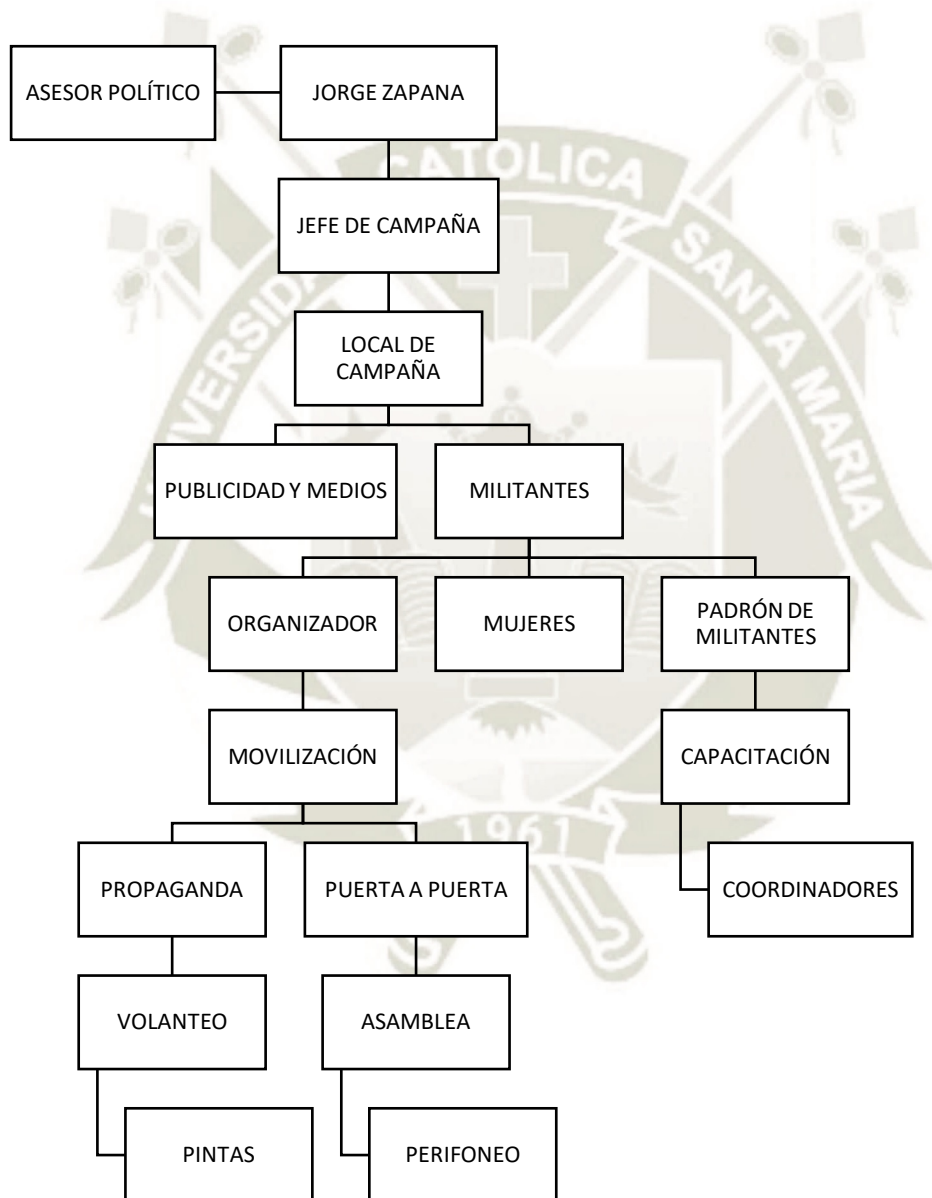 ASESOR POLÍTICO
JORGE ZAPANA
JEFE DE CAMPAÑA
LOCAL DE
CAMPAÑA
PUBLICIDAD Y MEDIOS
MILITANTES
ORGANIZADOR
MUJERES
PADRÓN DE
MILITANTES
MOVILIZACIÓN
CAPACITACIÓN
PROPAGANDA
PUERTA A PUERTA
COORDINADORES
VOLANTEO
ASAMBLEA
PINTAS
PERIFONEO
CATOLICA
SANTA MARIA
1961